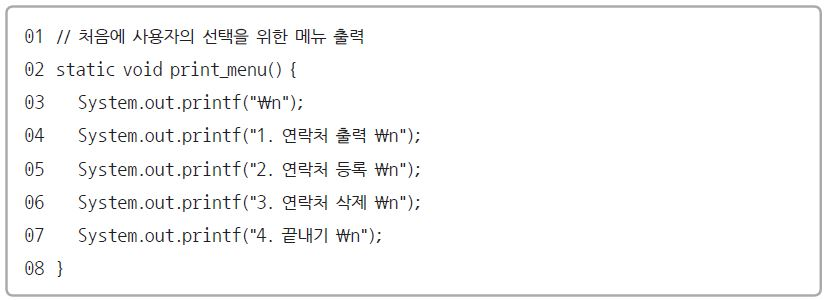 01 // 처음에 사용자의 선택을 위한 메뉴 출력
02 static void print_menu() {
03 System.out.printf("₩n");
04 System.out.printf("1. 연락처 출력 ₩n");
05 System.out.printf("2. 연락처 등록 ₩n");
06 System.out.printf("3. 연락처 삭제 ₩n");
07 System.out.printf("4. 끝내기 ₩n");
08 }